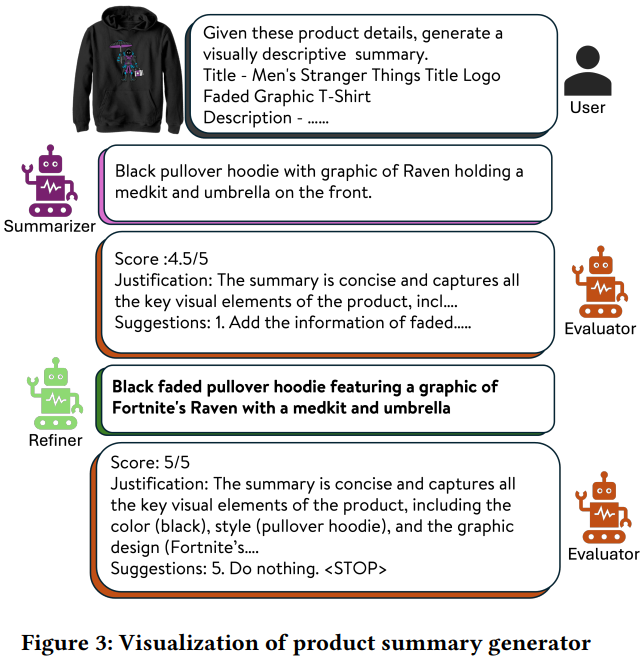 Given these product details, generate a
visually descriptive summary.
Title - Men's Stranger Things Title Logo
Faded Graphic T-Shirt
Description - ......
User
Black pullover hoodie with graphic of Raven holding a
medkit and umbrella on the front.
Summarizer
Score :4.5/5
Justification: The summary is concise and captures all
the key visual elements of the product, incl....
Suggestions: 1. Add the information of faded.....
Evaluator
Black faded pullover hoodie featuring a graphic of
Fortnite's Raven with a medkit and umbrella
Refiner
Score: 5/5
Justification: The summary is concise and captures all
the key visual elements of the product, including the
color (black), style (pullover hoodie), and the graphic
design (Fortnite's....
Suggestions: 5. Do nothing. <STOP>
Evaluator
Figure 3: Visualization of product summary generator